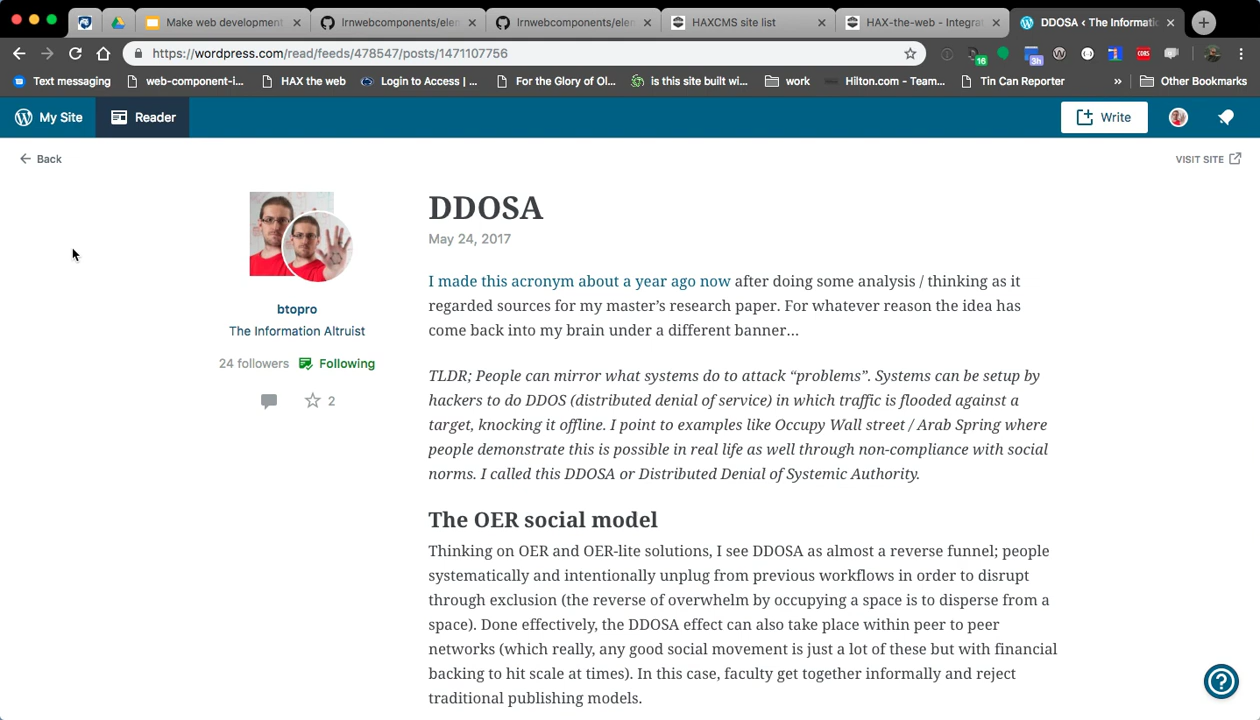 Make web development
lrnwebcomponents/elen
lrnwebcomponents/elen
HAXCMS site list
HAX-the-web - Integrat
DDOSA < The Informatic
https://wordpress.com/read/feeds/478547/posts/1471107756
16
3h
CORS
Text messaging
web-component-i...
HAX the web
Login to Access | ...
For the Glory of Ol...
is this site built wi...
work
Hilton.com - Team...
Tin Can Reporter
»
Other Bookmarks
My Site
Reader
Write
Back
VISIT SITE
DDOSA
May 24, 2017
btopro
The Information Altruist
24 followers Following
2
I made this acronym about a year ago now after doing some analysis / thinking as it
regarded sources for my master's research paper. For whatever reason the idea has
come back into my brain under a different banner...
TLDR; People can mirror what systems do to attack “problems”. Systems can be setup by
hackers to do DDOS (distributed denial of service) in which traffic is flooded against a
target, knocking it offline. I point to examples like Occupy Wall street / Arab Spring where
people demonstrate this is possible in real life as well through non-compliance with social
norms. I called this DDOSA or Distributed Denial of Systemic Authority.
The OER social model
Thinking on OER and OER-lite solutions, I see DDOSA as almost a reverse funnel; people
systematically and intentionally unplug from previous workflows in order to disrupt
through exclusion (the reverse of overwhelm by occupying a space is to disperse from a
space). Done effectively, the DDOSA effect can also take place within peer to peer
networks (which really, any good social movement is just a lot of these but with financial
backing to hit scale at times). In this case, faculty get together informally and reject
traditional publishing models.